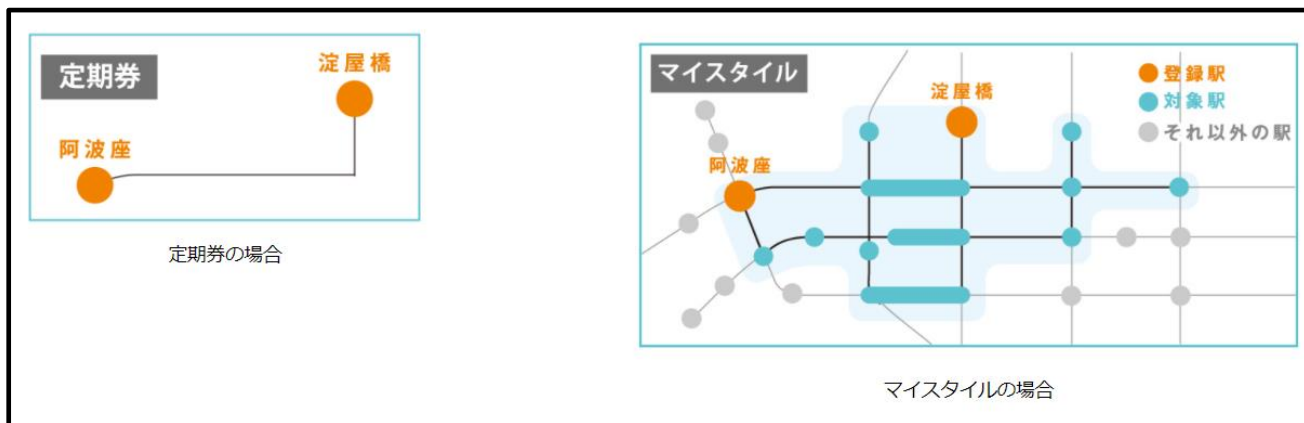 定期券
淀屋橋
阿波座
定期券の場合
マイスタイル
淀屋橋
阿波座
登録駅
対象駅
それ以外の駅
マイスタイルの場合